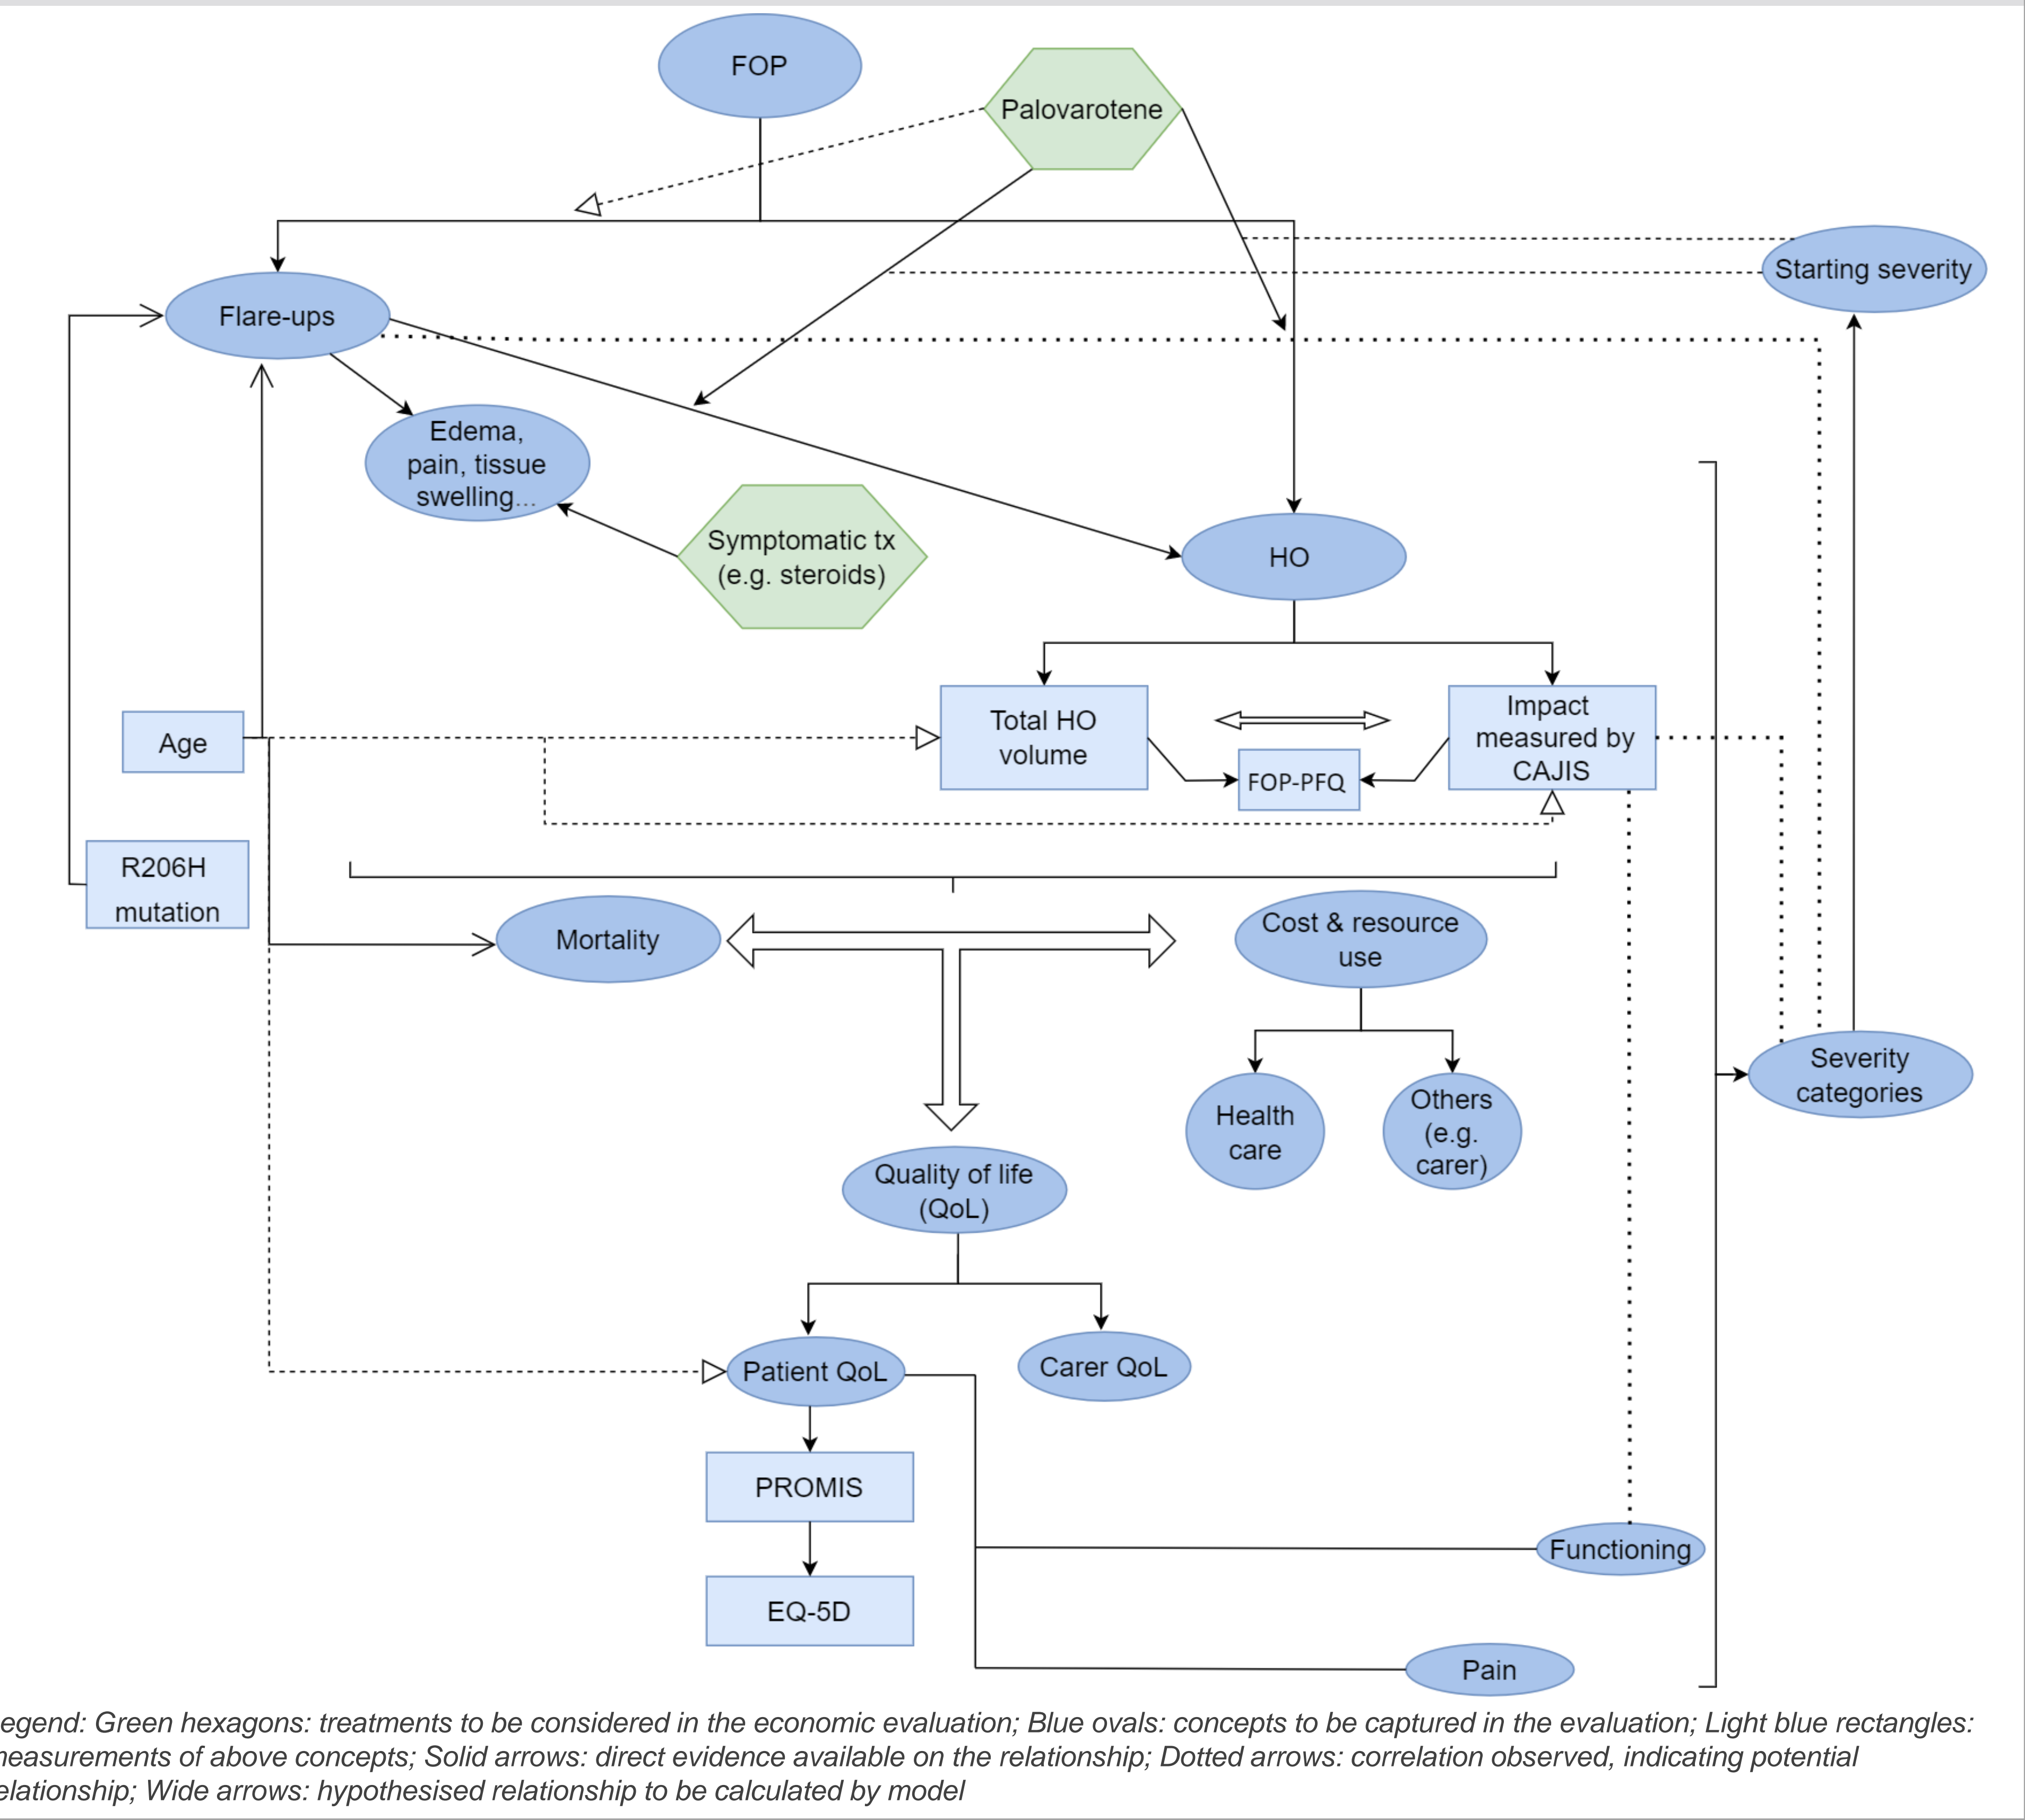 FOP
Palovarotene
Starting severity
Flare-ups
Edema,
pain, tissue
swelling...
Symptomatic tx
(e.g. steroids)
HO
Age
Total HO
volume
FOP-PFQ
Impact
measured by
CAJIS
R206H
mutation
Mortality
Cost & resource
use
Health
care
Others
(e.g.
carer)
Severity
categories
Quality of life
(QoL)
Patient QoL
Carer QoL
PROMIS
EQ-5D
Functioning
Pain
egend: Green hexagons: treatments to be considered in the economic evaluation; Blue ovals: concepts to be captured in the evaluation; Light blue rectangles:
neasurements of above concepts; Solid arrows: direct evidence available on the relationship; Dotted arrows: correlation observed, indicating potential
elationship; Wide arrows: hypothesised relationship to be calculated by model